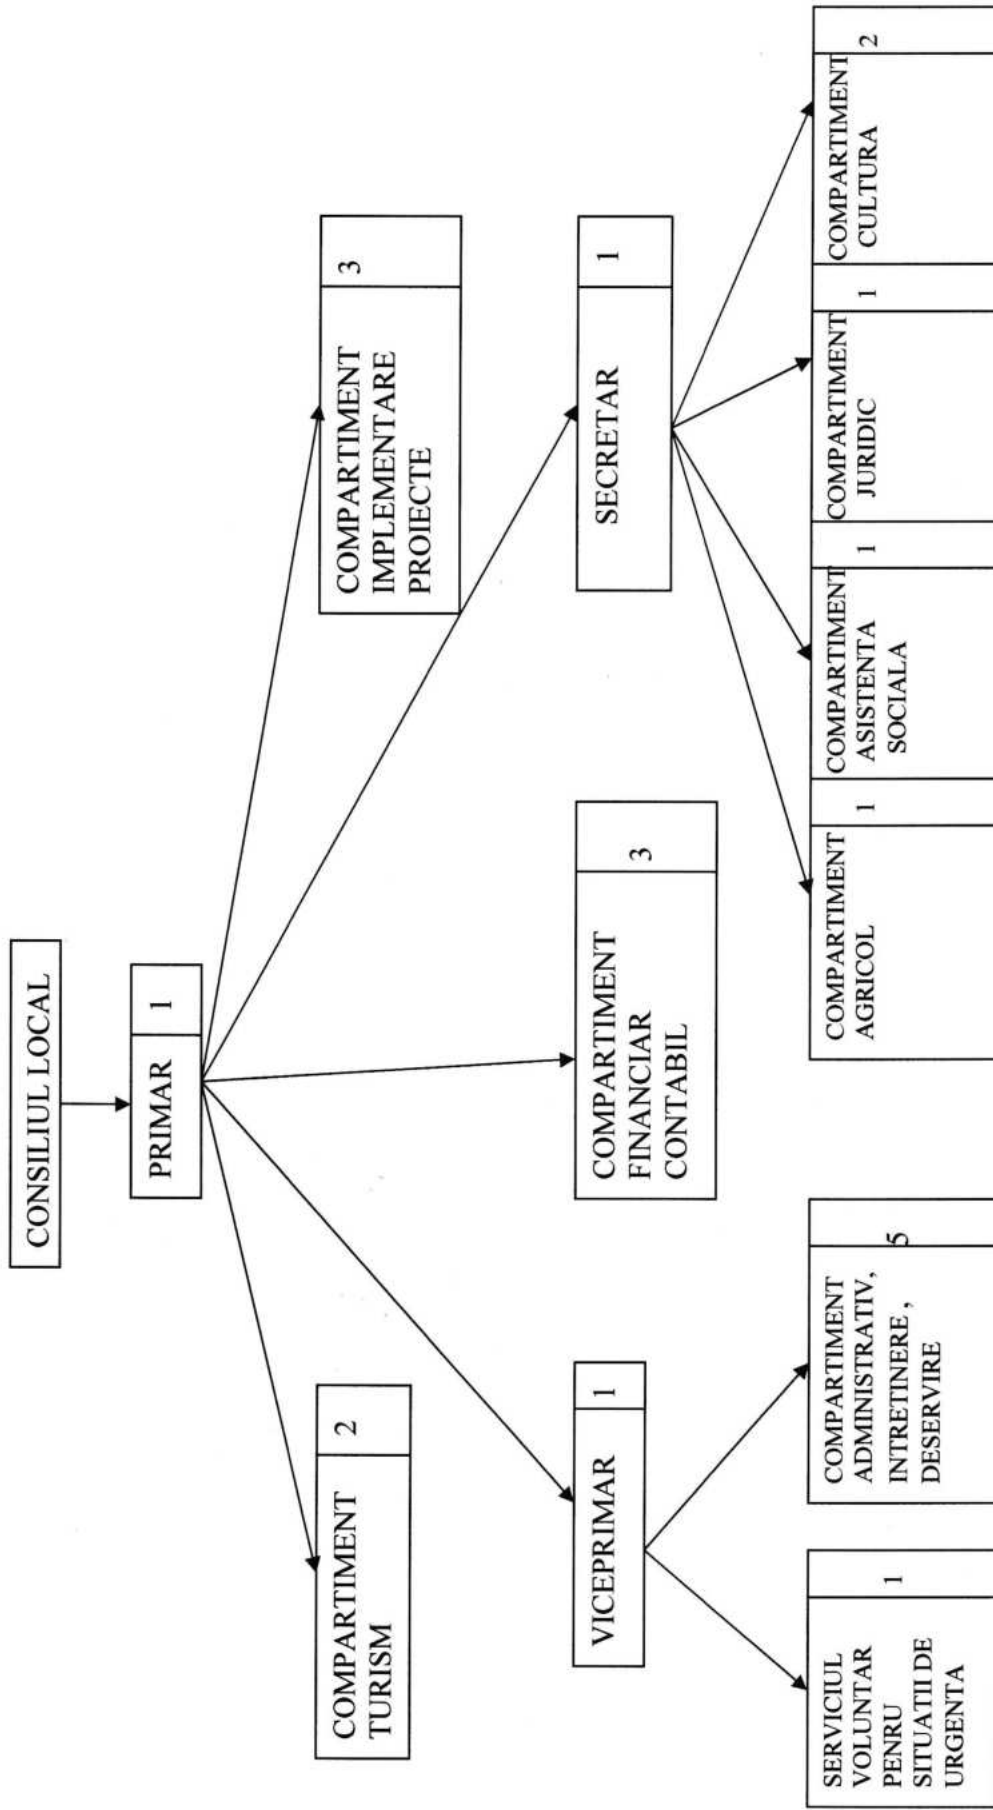 CONSILIUL LOCAL
PRIMAR
1
COMPARTIMENT
TURISM
2
COMPARTIMENT
IMPLEMENTARE
PROIECTE
3
VICEPRIMAR
1
COMPARTIMENT
FINANCIAR
CONTABIL
3
SECRETAR
1
SERVICIUL
VOLUNTAR
PENRU
SITUATII DE
URGENTA
1
COMPARTIMENT
ADMINISTRATIV,
INTRETINERE ,
DESERVIRE
5
COMPARTIMENT
AGRICOL
1
COMPARTIMENT
ASISTENTA
SOCIALA
1
COMPARTIMENT
JURIDIC
1
COMPARTIMENT
CULTURA
2